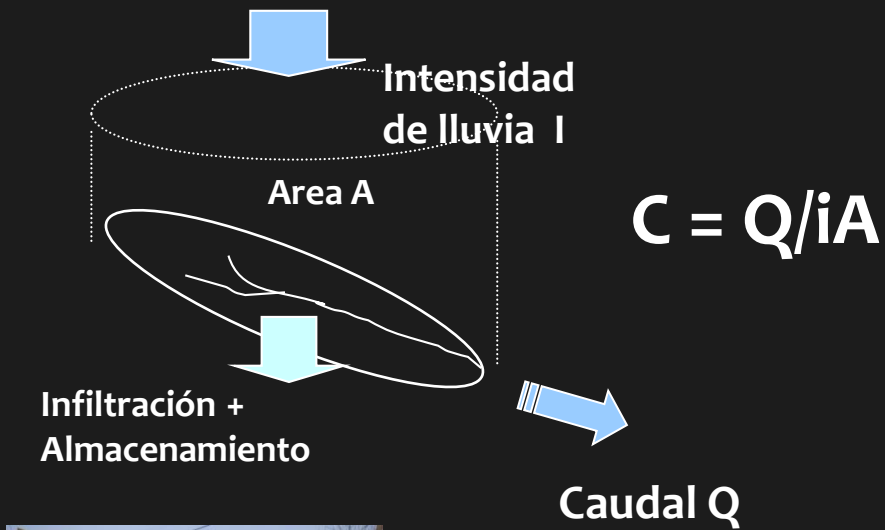 Intensidad
de lluvia I
Area A
C = Q/iA
Infiltración +
Almacenamiento
Caudal Q